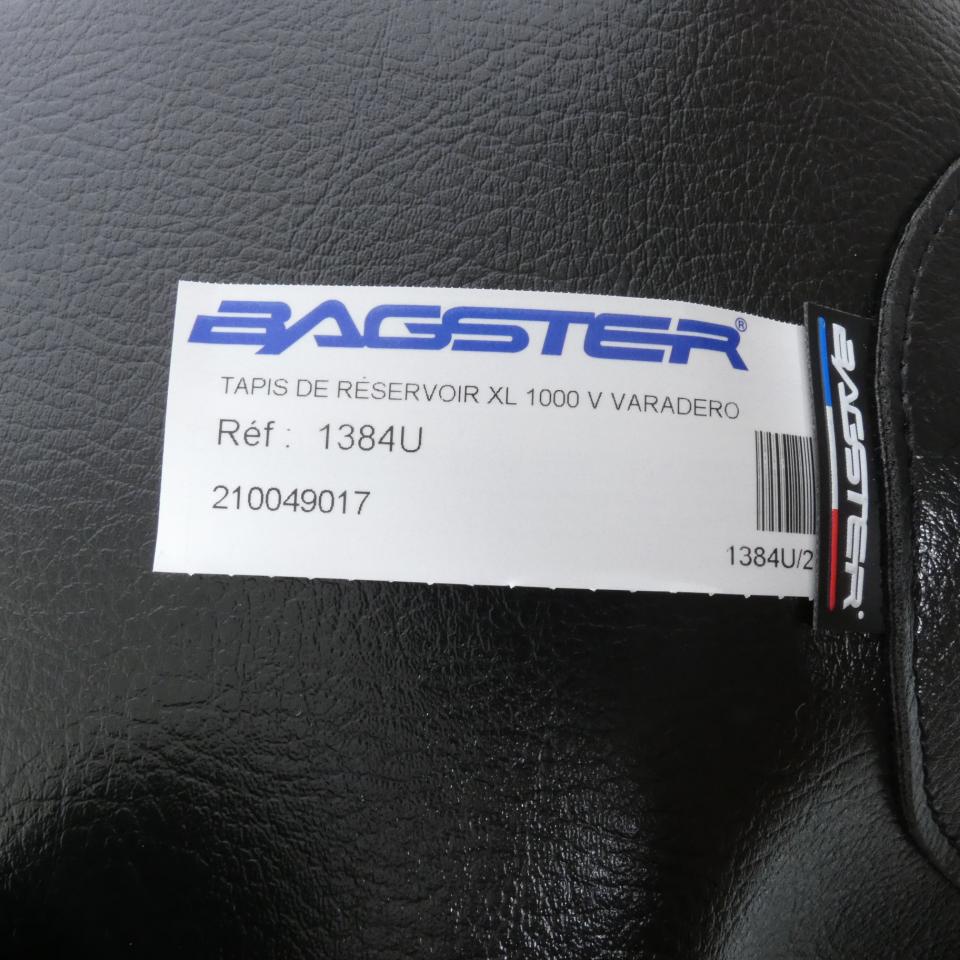 BAGSTER®
TAPIS DE RÉSERVOIR XL 1000 V VARADERO
Réf : 1384U
210049017
1384U/2
BAGSTER